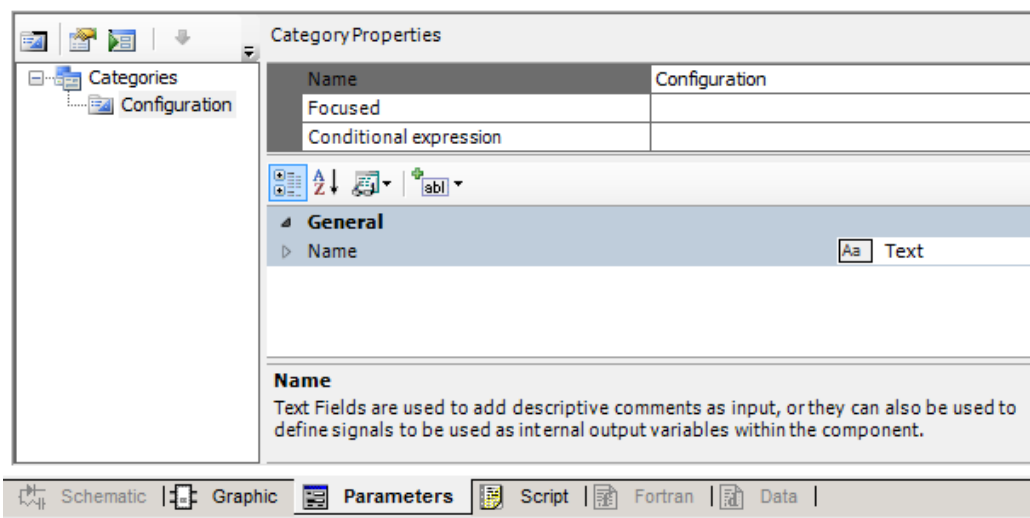 Categories
Configuration
Category Properties
Name Configuration
Focused
Conditional expression
A
Z
abl
General
Name Aa Text
Name
Text Fields are used to add descriptive comments as input, or they can also be used to
define signals to be used as internal output variables within the component.
Schematic Graphic Parameters Script Fortran Data